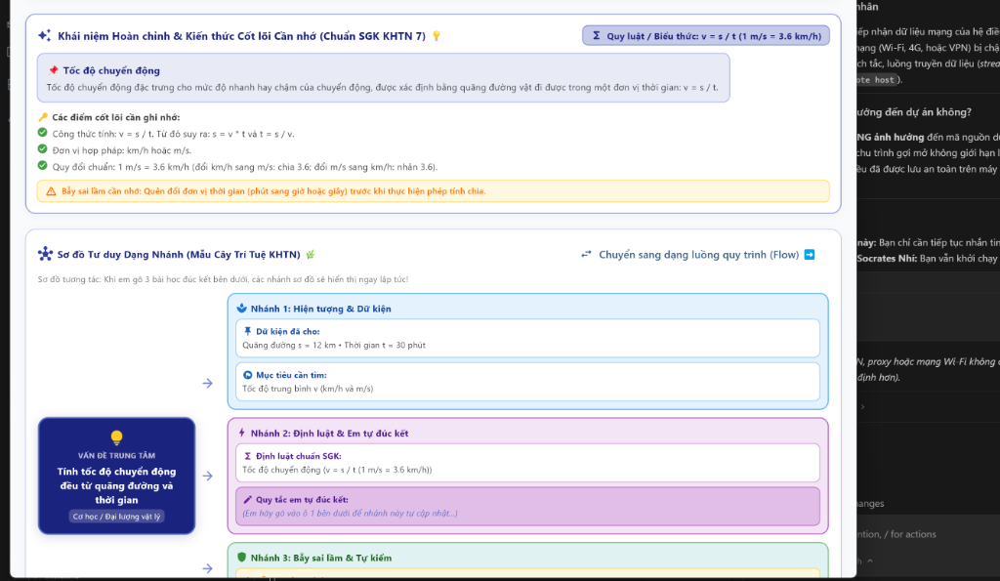 Khái niệm Hoàn chỉnh & Kiến thức Cốt lõi Cần nhớ (Chuẩn SGK KHTN 7)
Σ Quy luật / Biểu thức: v = s / t (1 m/s = 3.6 km/h)
Tốc độ chuyển động
Tốc độ chuyển động đặc trưng cho mức độ nhanh hay chậm của chuyển động, được xác định bằng quãng đường vật đi được trong một đơn vị thời gian: v = s / t.
Các điểm cốt lõi cần ghi nhớ:
Công thức tính: v = s / t. Từ đó suy ra: s = v * t và t = s / v.
Đơn vị hợp pháp: km/h hoặc m/s.
Quy đổi chuẩn: 1 m/s = 3.6 km/h (đổi km/h sang m/s: chia 3.6; đổi m/s sang km/h: nhân 3.6).
Bẫy sai lầm cần nhớ: Quên đổi đơn vị thời gian (phút sang giờ hoặc giây) trước khi thực hiện phép tính chia.
Sơ đồ Tư duy Dạng Nhánh (Mẫu Cây Trí Tuệ KHTN)
Chuyển sang dạng luồng quy trình (Flow)
Sơ đồ tương tác: Khi em gõ 3 bài học đúc kết bên dưới, các nhánh sơ đồ sẽ hiển thị ngay lập tức!
Nhánh 1: Hiện tượng & Dữ kiện
Dữ kiện đã cho:
Quãng đường s = 12 km • Thời gian t = 30 phút
Mục tiêu cần tìm:
Tốc độ trung bình v (km/h và m/s)
VẤN ĐỀ TRUNG TÂM
Tính tốc độ chuyển động
đều từ quãng đường và
thời gian
Cơ học / Đại lượng vật lý
Nhánh 2: Định luật & Em tự đúc kết
Σ Định luật chuẩn SGK:
Tốc độ chuyển động (v = s / t (1 m/s = 3.6 km/h))
Quy tắc em tự đúc kết:
(Em hãy gõ vào ô 1 bên dưới để nhánh này tự cập nhật...)
Nhánh 3: Bẫy sai lầm & Tự kiểm
nhân
ếp nhận dữ liệu mạng của hệ điề
mạng (Wi-Fi, 4G, hoặc VPN) bị chậ
ch tắc, luồng truyền dữ liệu (strea
ote host ).
ưởng đến dự án không?
NG ảnh hưởng đến mã nguồn dự
chu trình gợi mở không giới hạn l
ều đã được lưu an toàn trên máy
này: Bạn chỉ cần tiếp tục nhắn tin
Socrates Nhí: Bạn vẫn khởi chạy
N, proxy hoặc mạng Wi-Fi không
định hơn).
anges
ntion, / for actions